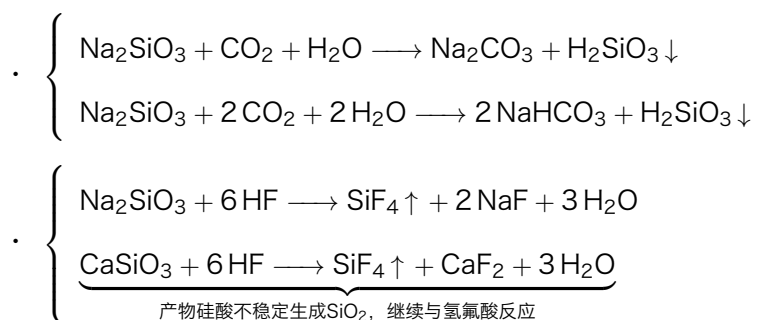 · Na₂SiO₃ + CO₂ + H₂O ⟶ Na₂CO₃ + H₂SiO₃↓
Na₂SiO₃ + 2 CO₂ + 2 H₂O ⟶ 2 NaHCO₃ + H₂SiO₃↓
· Na₂SiO₃ + 6 HF ⟶ SiF₄↑ + 2 NaF + 3 H₂O
CaSiO₃ + 6 HF ⟶ SiF₄↑ + CaF₂ + 3 H₂O
产物硅酸不稳定生成SiO₂，继续与氢氟酸反应